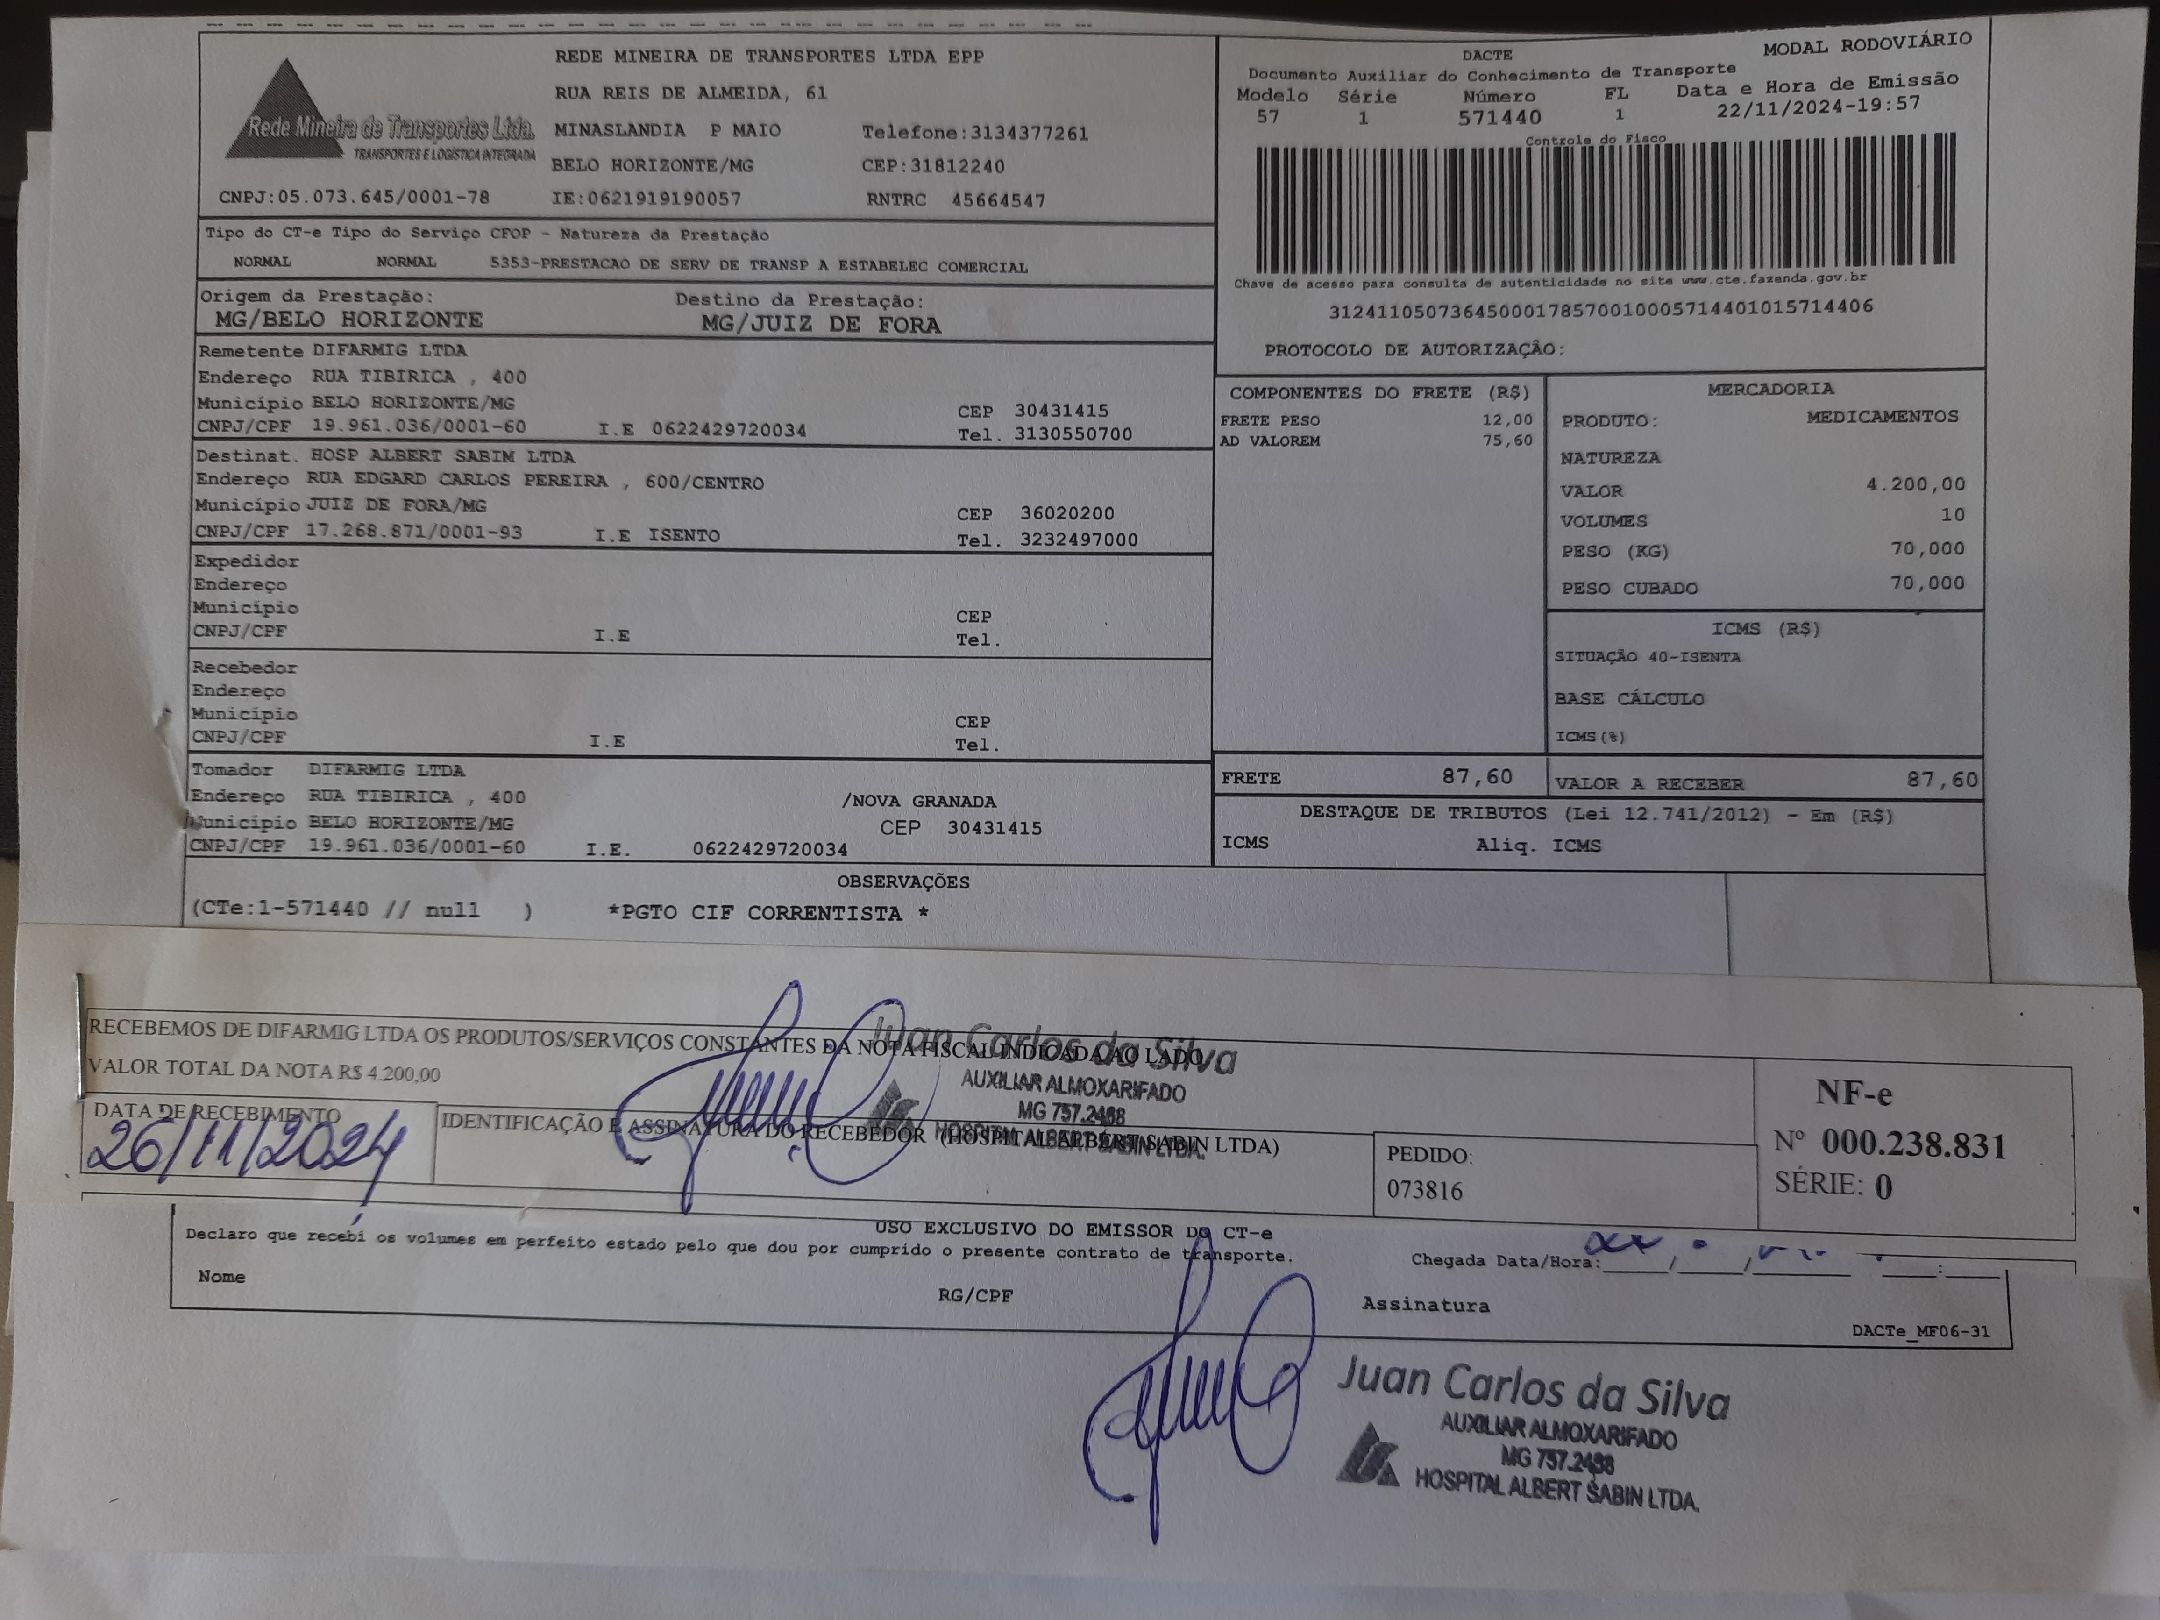 Rede Mineira de Transportes Ltda.
TRANSPORTES E LOGÍSTICA INTEGRADA
REDE MINEIRA DE TRANSPORTES LTDA EPP
RUA REIS DE ALMEIDA, 61
MINASLANDIA P MAIO Telefone:3134377261
BELO HORIZONTE/MG CEP:31812240
CNPJ:05.073.645/0001-78 IE:0621919190057 RNTRC 45664547
DACTE MODAL RODOVIÁRIO
Documento Auxiliar do Conhecimento de Transporte
Modelo Série Número FL Data e Hora de Emissão
57 1 571440 1 22/11/2024-19:57
Controle do Fisco
Chave de acesso para consulta de autenticidade no site www.cte.fazenda.gov.br
31241105073645000178570010005714401015714406
PROTOCOLO DE AUTORIZAÇÃO:
Tipo do CT-e Tipo do Serviço CFOP - Natureza da Prestação
NORMAL NORMAL 5353-PRESTACAO DE SERV DE TRANSP A ESTABELEC COMERCIAL
Origem da Prestação: Destino da Prestação:
MG/BELO HORIZONTE MG/JUIZ DE FORA
Remetente DIFARMIG LTDA
Endereço RUA TIBIRICA , 400
Município BELO HORIZONTE/MG CEP 30431415
CNPJ/CPF 19.961.036/0001-60 I.E 0622429720034 Tel. 3130550700
Destinat. HOSP ALBERT SABIM LTDA
Endereço RUA EDGARD CARLOS PEREIRA , 600/CENTRO
Município JUIZ DE FORA/MG CEP 36020200
CNPJ/CPF 17.268.871/0001-93 I.E ISENTO Tel. 3232497000
Expedidor
Endereço
Município CEP
CNPJ/CPF I.E Tel.
Recebedor
Endereço
Município CEP
CNPJ/CPF I.E Tel.
Tomador DIFARMIG LTDA
Endereço RUA TIBIRICA , 400 /NOVA GRANADA
Município BELO HORIZONTE/MG CEP 30431415
CNPJ/CPF 19.961.036/0001-60 I.E. 0622429720034
COMPONENTES DO FRETE (R$)
FRETE PESO 12,00
AD VALOREM 75,60
MERCADORIA
PRODUTO: MEDICAMENTOS
NATUREZA
VALOR 4.200,00
VOLUMES 10
PESO (KG) 70,000
PESO CUBADO 70,000
ICMS (R$)
SITUAÇÃO 40-ISENTA
BASE CÁLCULO
ICMS(%)
FRETE 87,60 VALOR A RECEBER 87,60
DESTAQUE DE TRIBUTOS (Lei 12.741/2012) - Em (R$)
ICMS Aliq. ICMS
OBSERVAÇÕES
(CTe:1-571440 // null ) *PGTO CIF CORRENTISTA *
RECEBEMOS DE DIFARMIG LTDA OS PRODUTOS/SERVIÇOS CONSTANTES DA NOTA FISCAL INDICADA AO LADO
VALOR TOTAL DA NOTA R$ 4.200,00
DATA DE RECEBIMENTO
26/11/2024
IDENTIFICAÇÃO E ASSINATURA DO RECEBEDOR (HOSPITAL ALBERT SABIN LTDA)
Juan Carlos da Silva
AUXILIAR ALMOXARIFADO
MG 757.2468
HOSPITAL ALBERT SABIN LTDA.
PEDIDO:
073816
NF-e
Nº 000.238.831
SÉRIE: 0
USO EXCLUSIVO DO EMISSOR DO CT-e
Declaro que recebi os volumes em perfeito estado pelo que dou por cumprido o presente contrato de transporte.
Chegada Data/Hora:____/____/______ ____:____
Nome RG/CPF Assinatura
DACTe_MF06-31
Juan Carlos da Silva
AUXILIAR ALMOXARIFADO
MG 757.2468
HOSPITAL ALBERT SABIN LTDA.